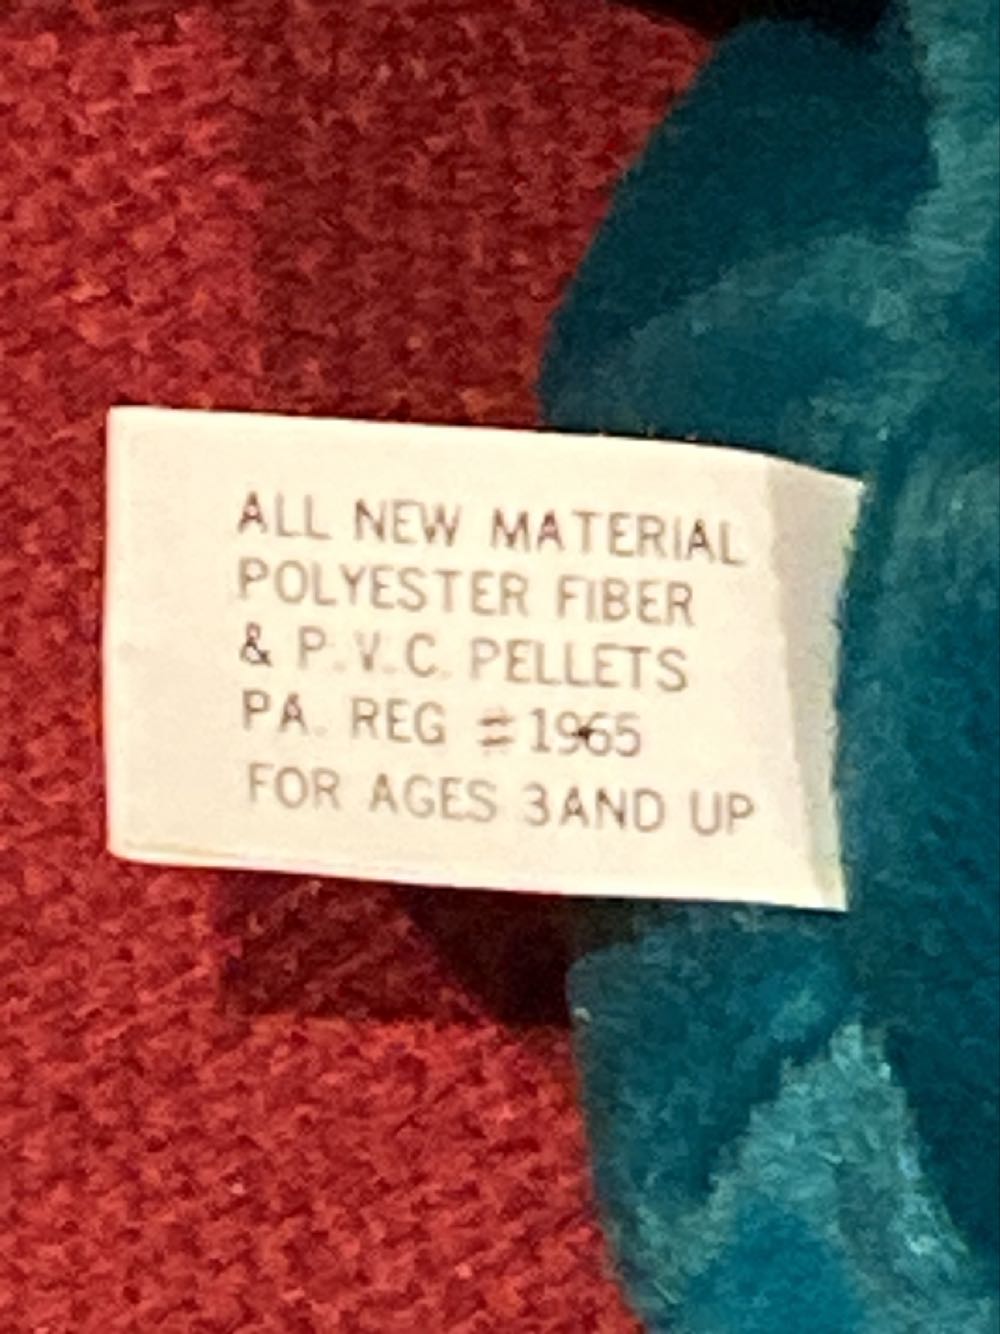 ALL NEW MATERIAL
POLYESTER FIBER
& P.V.C. PELLETS
PA. REG #1965
FOR AGES 3AND UP